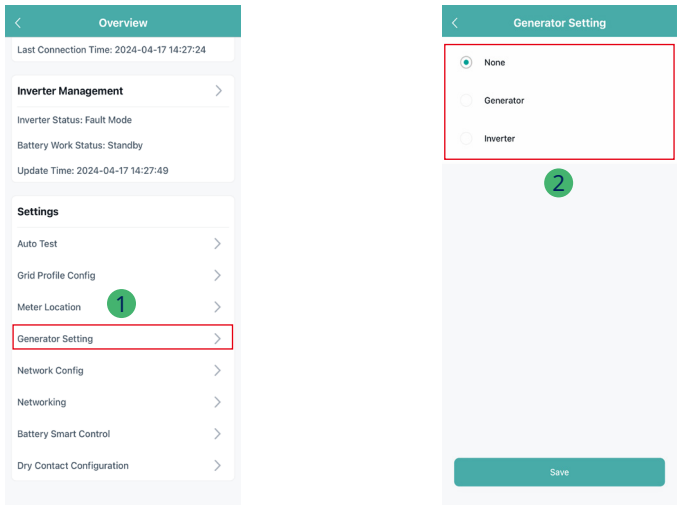 Overview
Last Connection Time: 2024-04-17 14:27:24
Inverter Management
Inverter Status: Fault Mode
Battery Work Status: Standby
Update Time: 2024-04-17 14:27:49
Settings
Auto Test
Grid Profile Config
Meter Location
1
Generator Setting
Network Config
Networking
Battery Smart Control
Dry Contact Configuration
Generator Setting
None
Generator
Inverter
2
Save